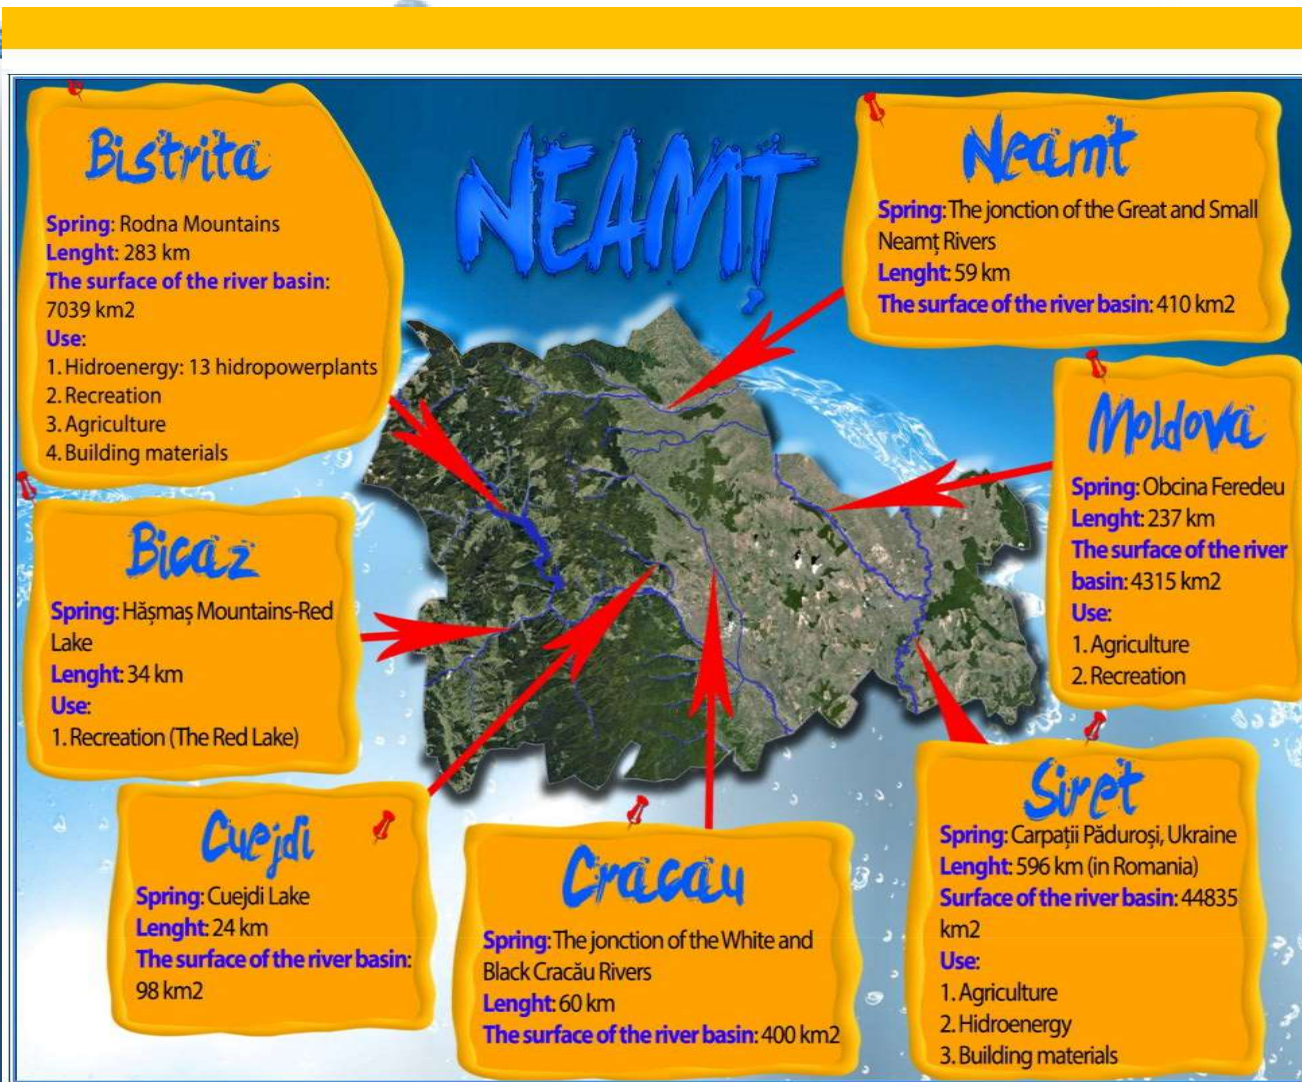 NEAMȚ
Bistrita
Spring: Rodna Mountains
Lenght: 283 km
The surface of the river basin:
7039 km2
Use:
1. Hidroenergy: 13 hidropowerplants
2. Recreation
3. Agriculture
4. Building materials
Neamt
Spring: The jonction of the Great and Small
Neamț Rivers
Lenght: 59 km
The surface of the river basin: 410 km2
Moldova
Spring: Obcina Feredeu
Lenght: 237 km
The surface of the river
basin: 4315 km2
Use:
1. Agriculture
2. Recreation
Bicaz
Spring: Hășmaș Mountains-Red
Lake
Lenght: 34 km
Use:
1. Recreation (The Red Lake)
Cuejdi
Spring: Cuejdi Lake
Lenght: 24 km
The surface of the river basin:
98 km2
Cracau
Spring: The jonction of the White and
Black Cracău Rivers
Lenght: 60 km
The surface of the river basin: 400 km2
Siret
Spring: Carpații Păduroși, Ukraine
Lenght: 596 km (in Romania)
Surface of the river basin: 44835
km2
Use:
1. Agriculture
2. Hidroenergy
3. Building materials